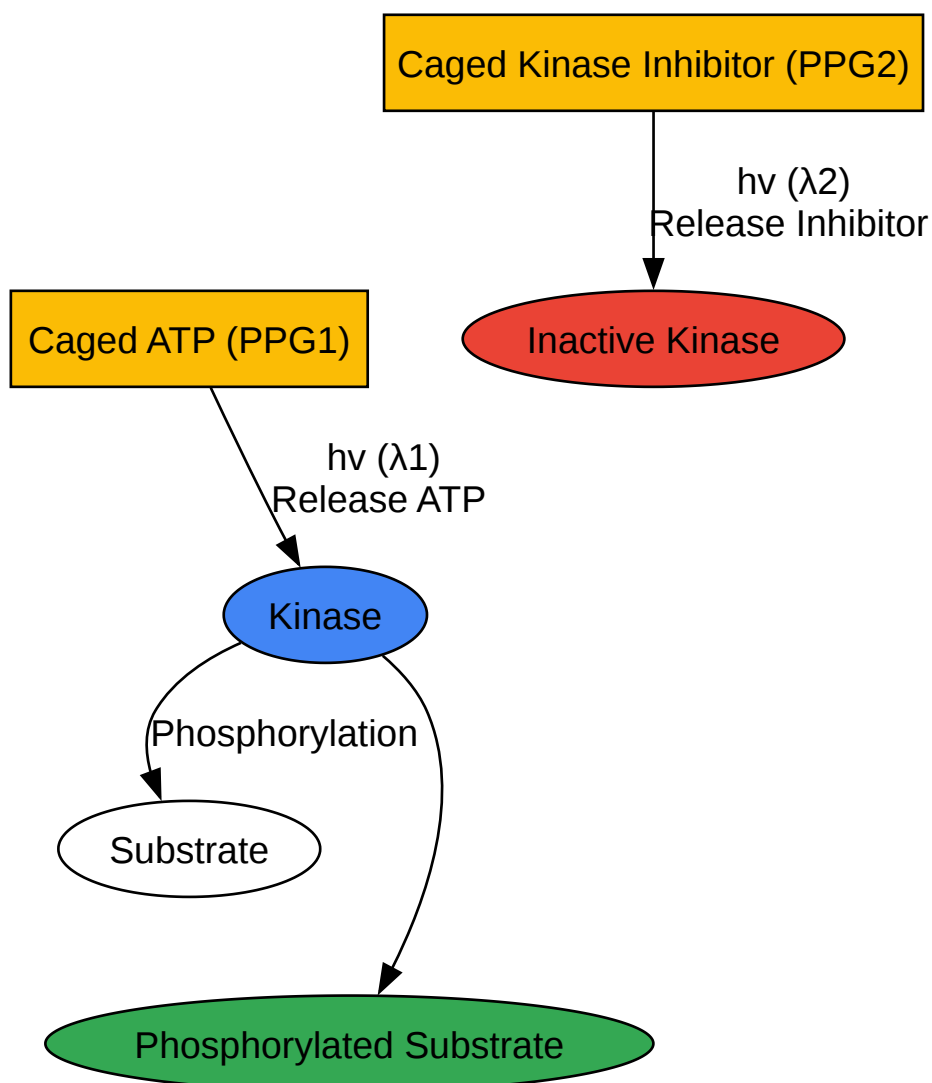 Caged Kinase Inhibitor (PPG2)
hv (λ2)
Release Inhibitor
Caged ATP (PPG1)
Inactive Kinase
hv (λ1)
Release ATP
Kinase
Phosphorylation
Substrate
Phosphorylated Substrate